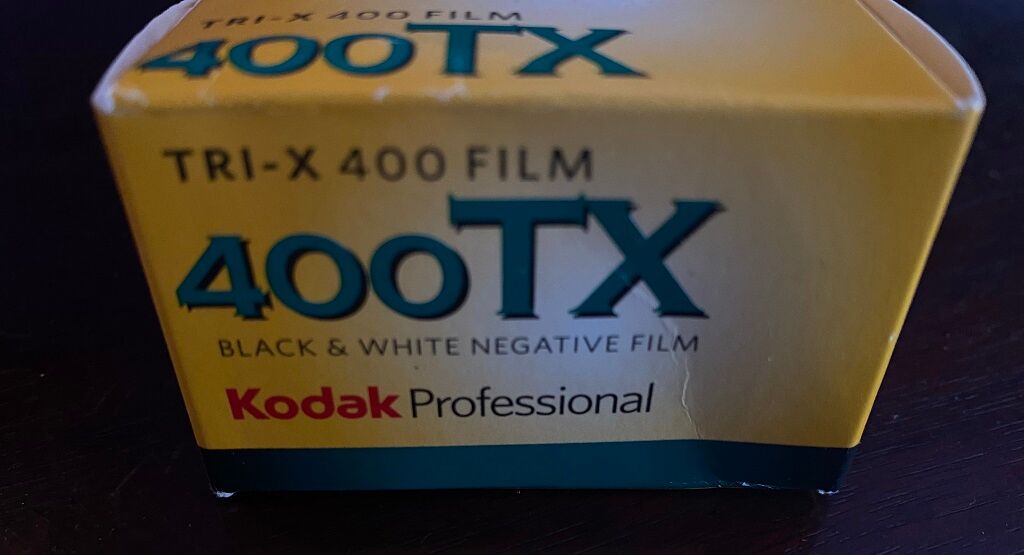 TRI-X 400 FILM
400TX
TRI-X 400 FILM
400TX
BLACK & WHITE NEGATIVE FILM
Kodak Professional